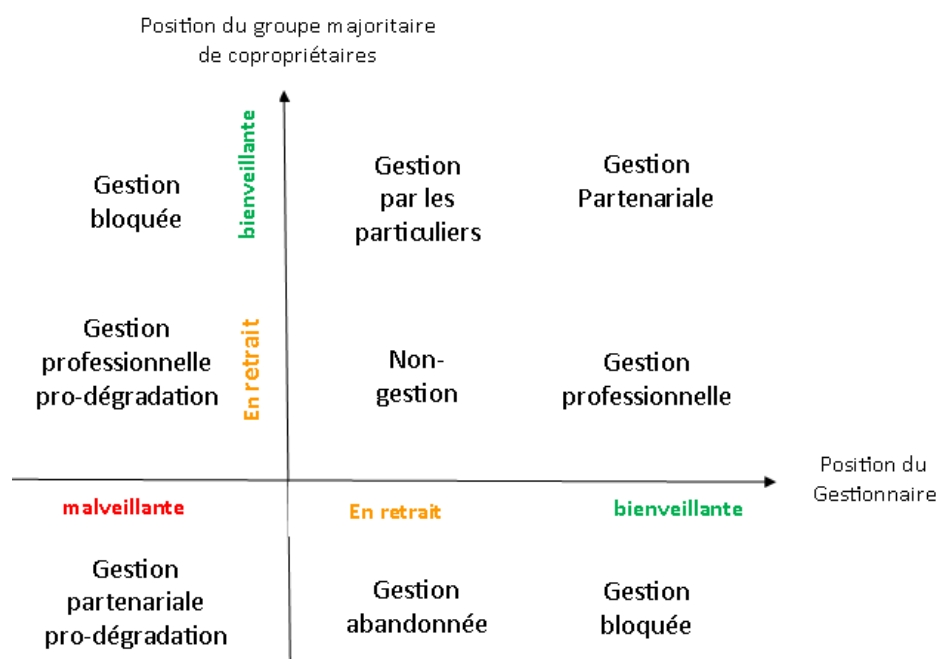 Position du groupe majoritaire
de copropriétaires
bienveillante
Gestion
bloquée
Gestion
par les
particuliers
Gestion
Partenariale
En retrait
Gestion
professionnelle
pro-dégradation
Non-
gestion
Gestion
professionnelle
Position du
Gestionnaire
malveillante
En retrait
bienveillante
Gestion
partenariale
pro-dégradation
Gestion
abandonnée
Gestion
bloquée